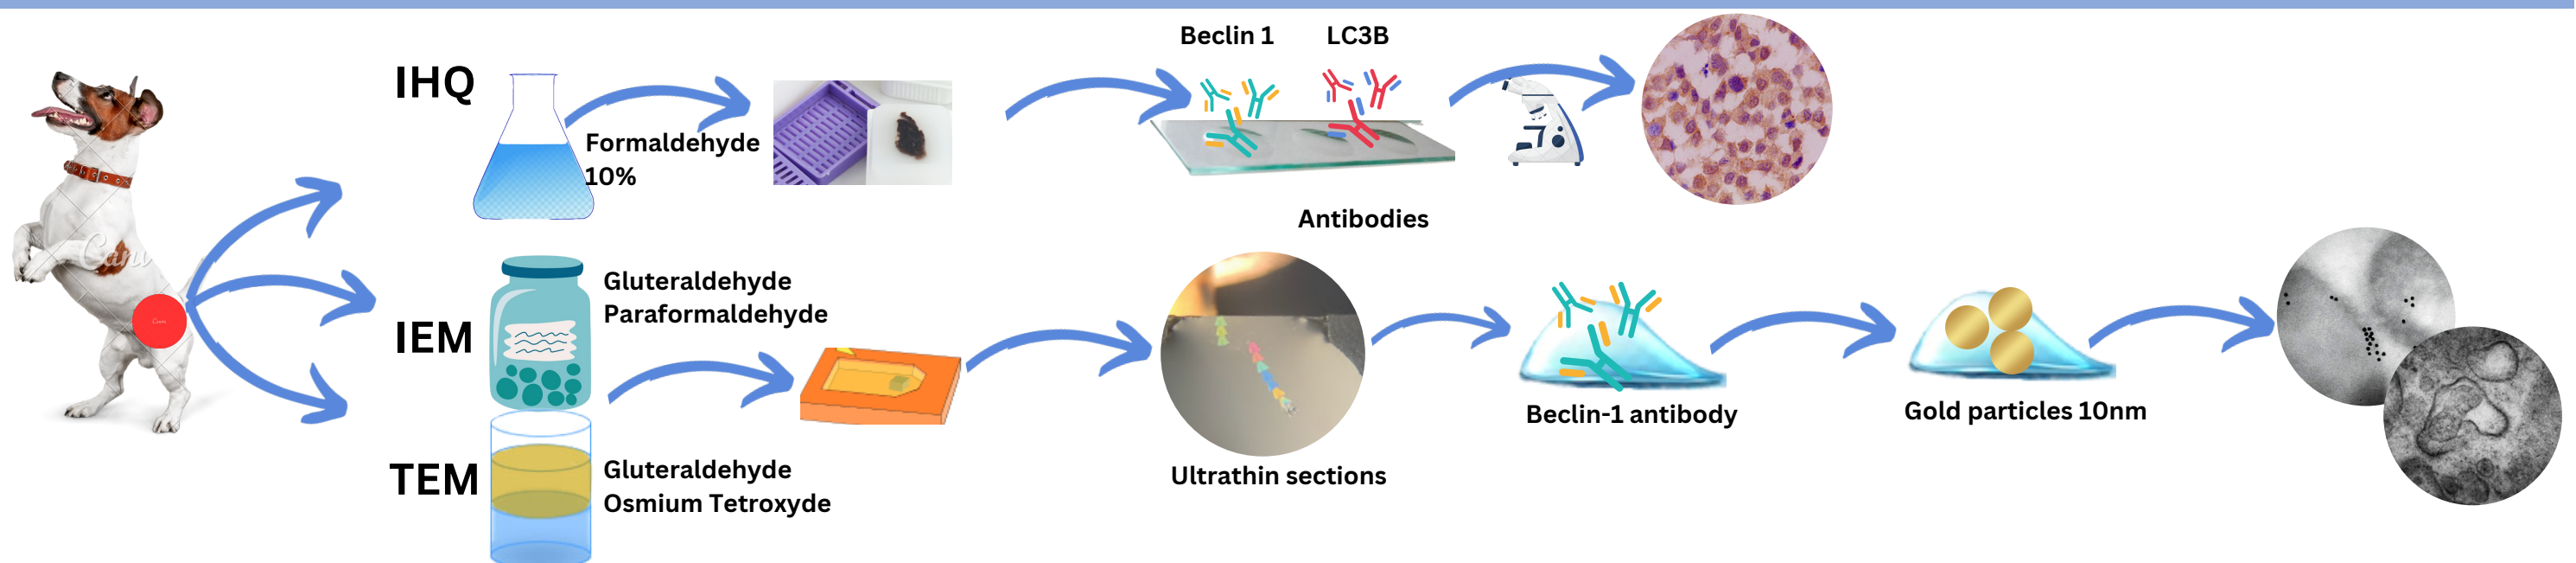 IHQ
Formaldehyde
10%
Beclin 1
LC3B
Antibodies
IEM
Gluteraldehyde
Paraformaldehyde
TEM
Gluteraldehyde
Osmium Tetroxyde
Ultrathin sections
Beclin-1 antibody
Gold particles 10nm